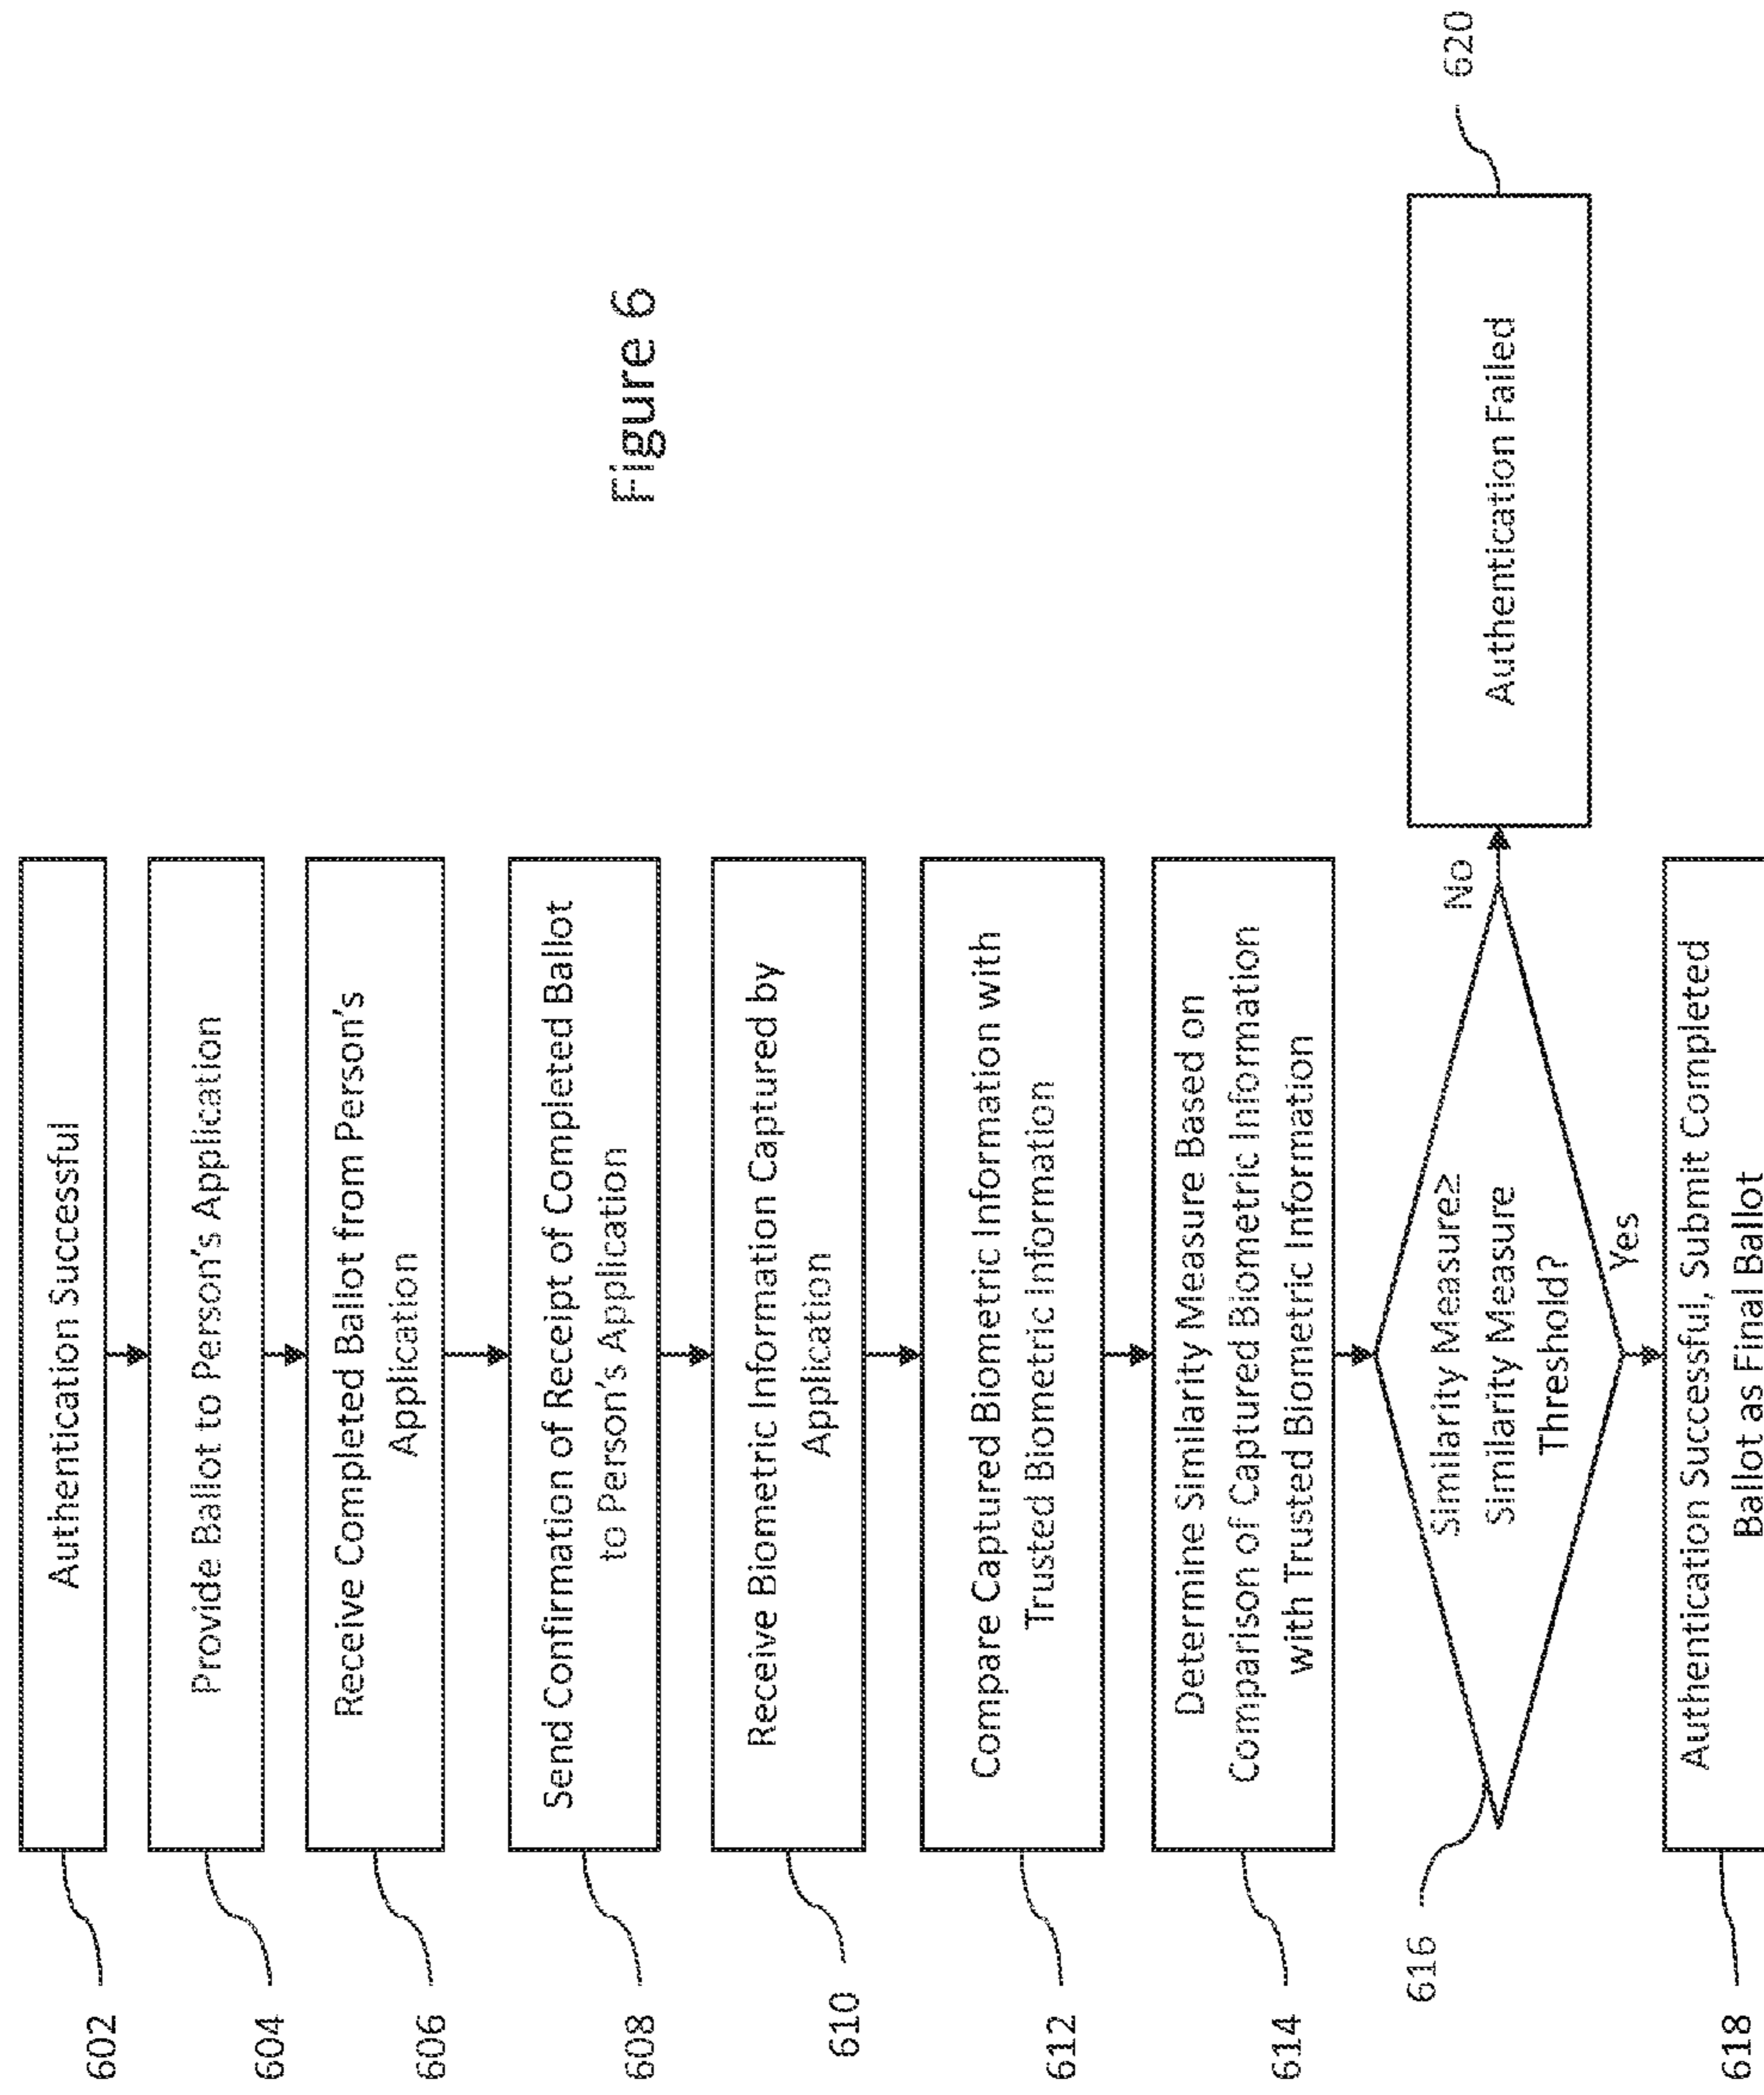 602
Authentication Successful
604
Provide Ballot to Person's Application
606
Receive Completed Ballot from Person's
Application
608
Send Confirmation of Receipt of Completed Ballot
to Person's Application
610
Receive Biometric Information Captured by
Application
612
Compare Captured Biometric Information with
Trusted Biometric Information
614
Determine Similarity Measure Based on
Comparison of Captured Biometric Information
with Trusted Biometric Information
616
Similarity Measure≥
Similarity Measure
Threshold?
No
Authentication Failed
620
Yes
618
Authentication Successful, Submit Completed
Ballot as Final Ballot
Figure 6